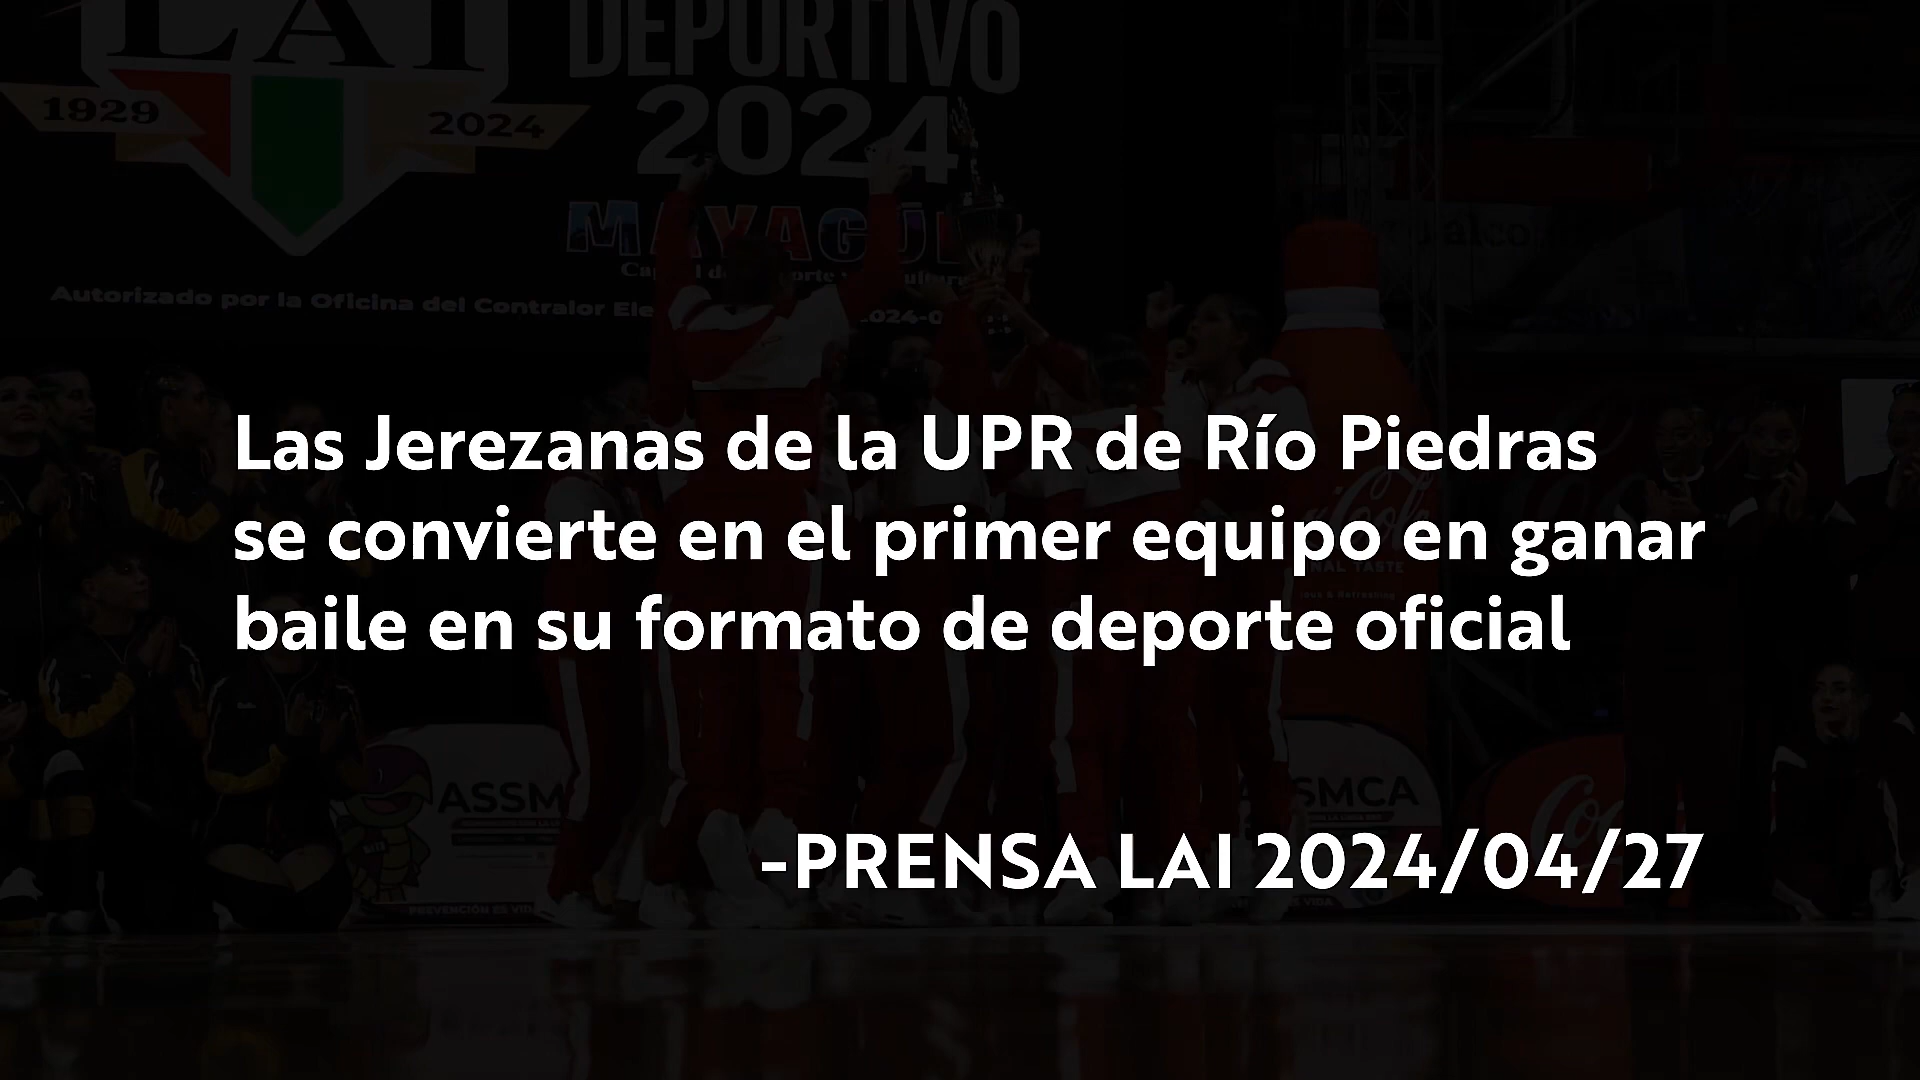 LAI
DEPORTIVO
1929
2024
2024
Autorizado por la Oficina del Contralor
Las Jerezanas de la UPR de Río Piedras
se convierte en el primer equipo en ganar
baile en su formato de deporte oficial
ASSM
SMCA
-PRENSA LAI 2024/04/27